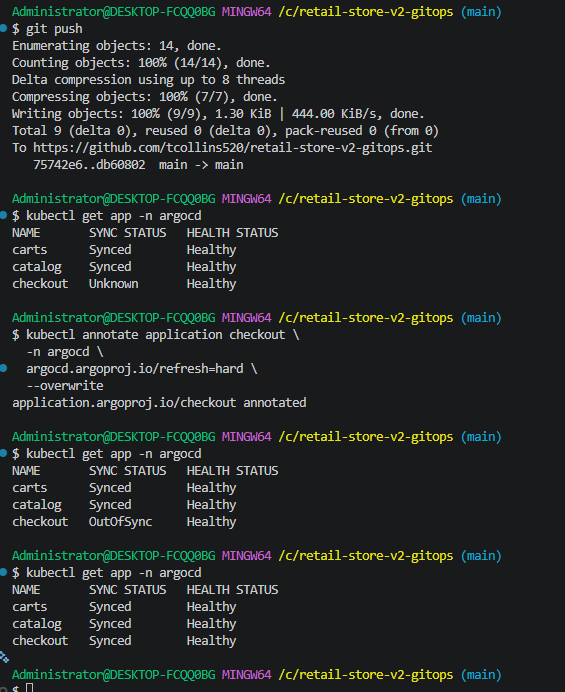 Administrator@DESKTOP-FCQQ0BG MINGW64 /c/retail-store-v2-gitops (main)
$ git push
Enumerating objects: 14, done.
Counting objects: 100% (14/14), done.
Delta compression using up to 8 threads
Compressing objects: 100% (7/7), done.
Writing objects: 100% (9/9), 1.30 KiB | 444.00 KiB/s, done.
Total 9 (delta 0), reused 0 (delta 0), pack-reused 0 (from 0)
To https://github.com/tcollins520/retail-store-v2-gitops.git
   75742e6..db60802  main -> main

Administrator@DESKTOP-FCQQ0BG MINGW64 /c/retail-store-v2-gitops (main)
$ kubectl get app -n argocd
NAME       SYNC STATUS   HEALTH STATUS
carts      Synced        Healthy
catalog    Synced        Healthy
checkout   Unknown       Healthy

Administrator@DESKTOP-FCQQ0BG MINGW64 /c/retail-store-v2-gitops (main)
$ kubectl annotate application checkout \
  -n argocd \
  argocd.argoproj.io/refresh=hard \
  --overwrite
application.argoproj.io/checkout annotated

Administrator@DESKTOP-FCQQ0BG MINGW64 /c/retail-store-v2-gitops (main)
$ kubectl get app -n argocd
NAME       SYNC STATUS   HEALTH STATUS
carts      Synced        Healthy
catalog    Synced        Healthy
checkout   OutOfSync     Healthy

Administrator@DESKTOP-FCQQ0BG MINGW64 /c/retail-store-v2-gitops (main)
$ kubectl get app -n argocd
NAME       SYNC STATUS   HEALTH STATUS
carts      Synced        Healthy
catalog    Synced        Healthy
checkout   Synced        Healthy

Administrator@DESKTOP-FCQQ0BG MINGW64 /c/retail-store-v2-gitops (main)
$